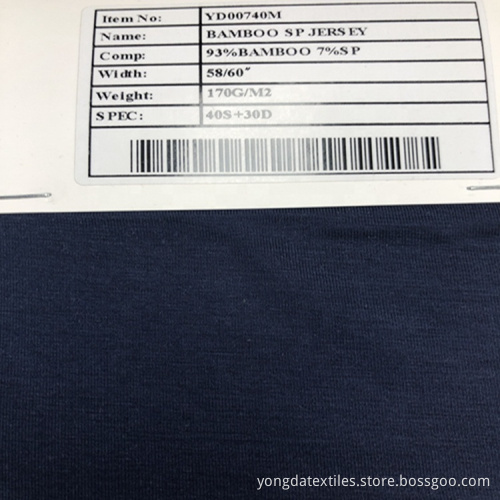 Item No: YD00740M
Name: BAMBOO SP JERSEY
Comp: 93%BAMBOO 7%SP
Width: 58/60"
Weight: 170G/M2
SPEC: 40S+30D
yongdatextiles.store.bossgoo.com